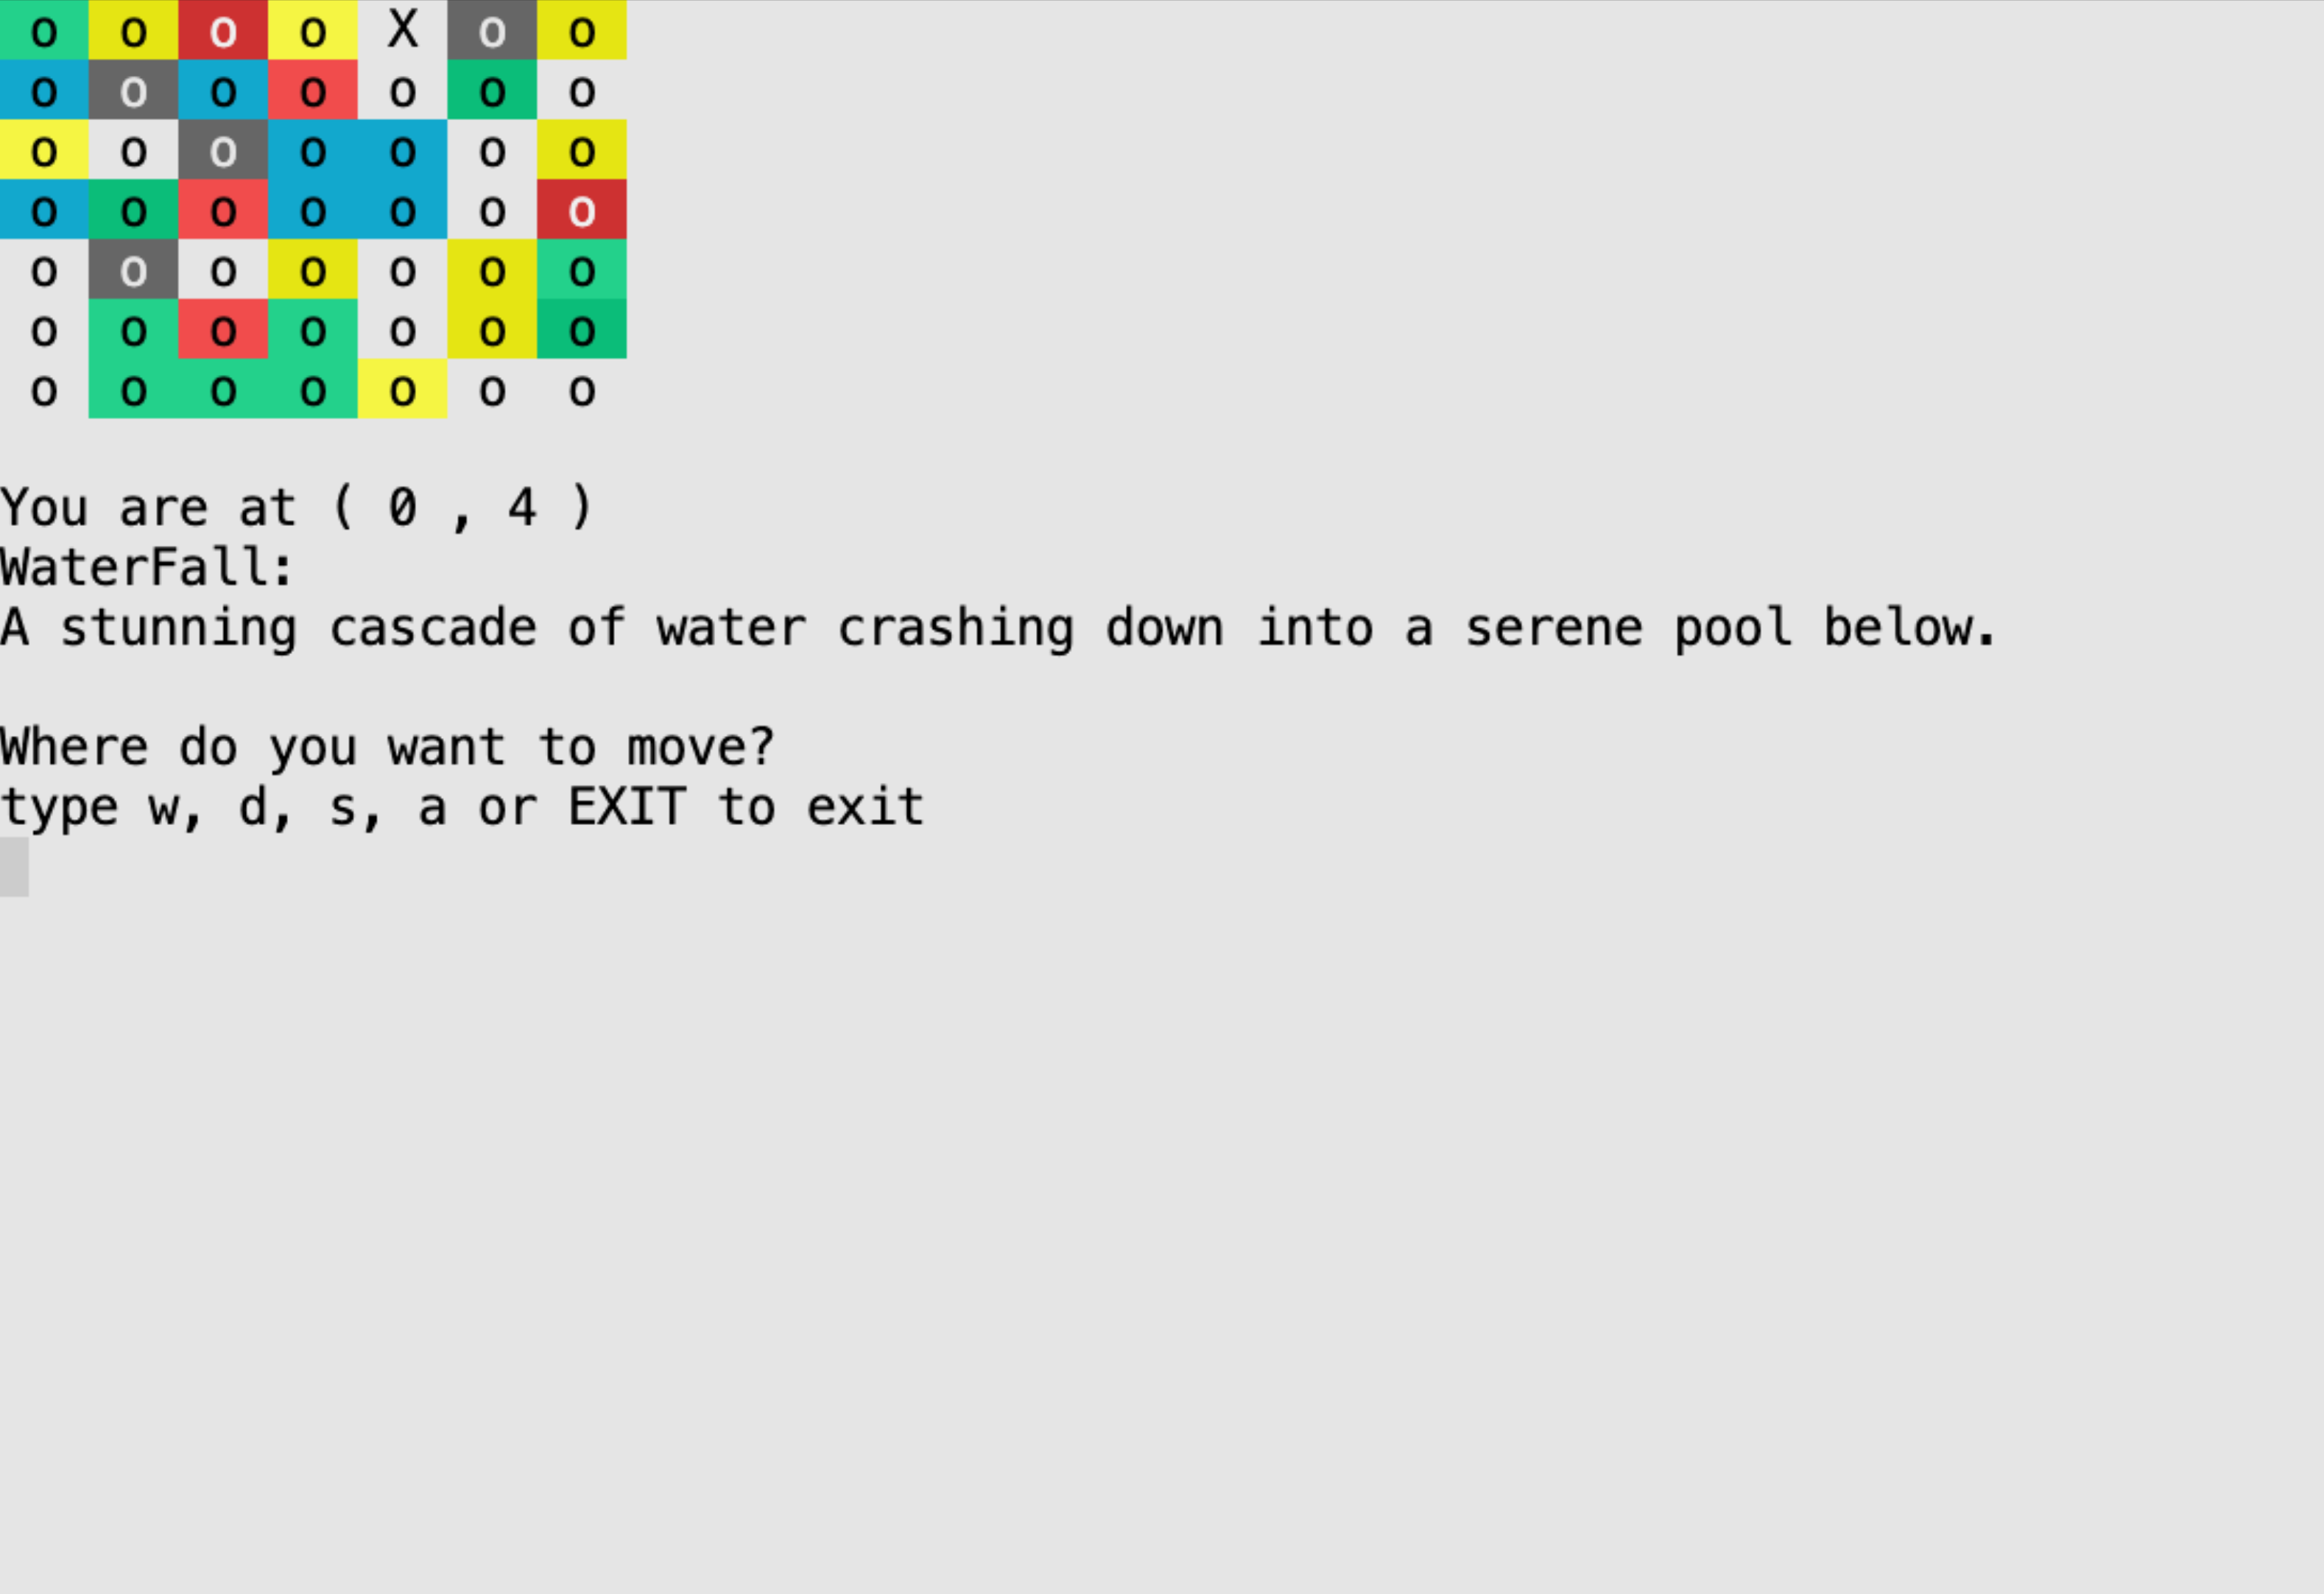 o o o o X o o
o o o o o o o
o o o o o o o
o o o o o o o
o o o o o o o
o o o o o o o
o o o o o o o
You are at ( 0 , 4 )
WaterFall:
A stunning cascade of water crashing down into a serene pool below.
Where do you want to move?
type w, d, s, a or EXIT to exit